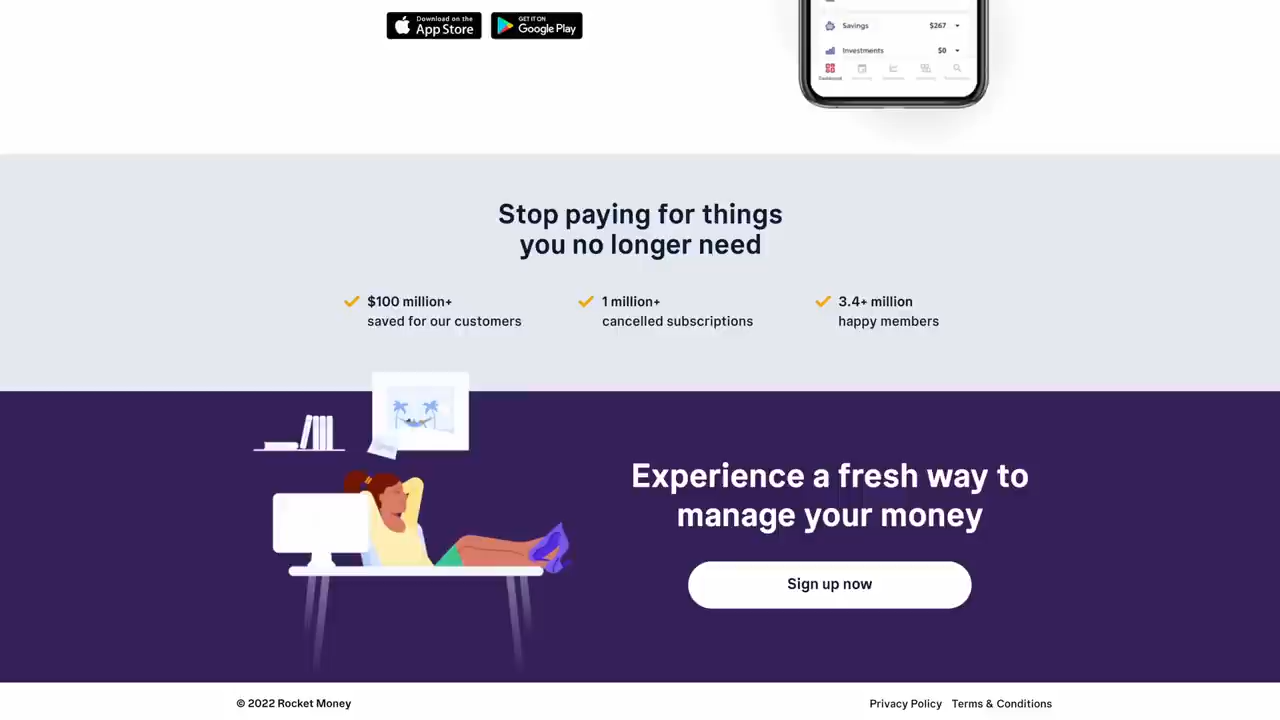 Download on the
App Store
GET IT ON
Google Play
Savings $267
Investments $0
Dashboard
Stop paying for things
you no longer need
$100 million+
saved for our customers
1 million+
cancelled subscriptions
3.4+ million
happy members
Experience a fresh way to
manage your money
Sign up now
© 2022 Rocket Money
Privacy Policy Terms & Conditions